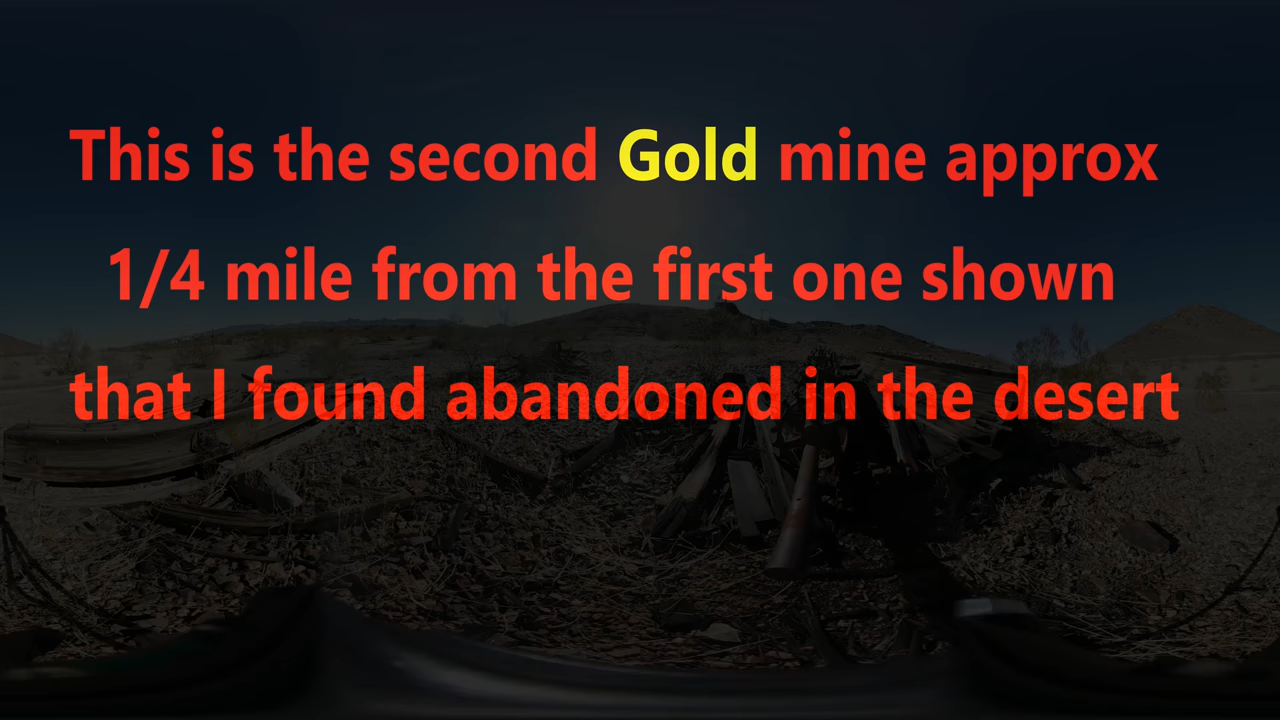 This is the second Gold mine approx
1/4 mile from the first one shown
that I found abandoned in the desert